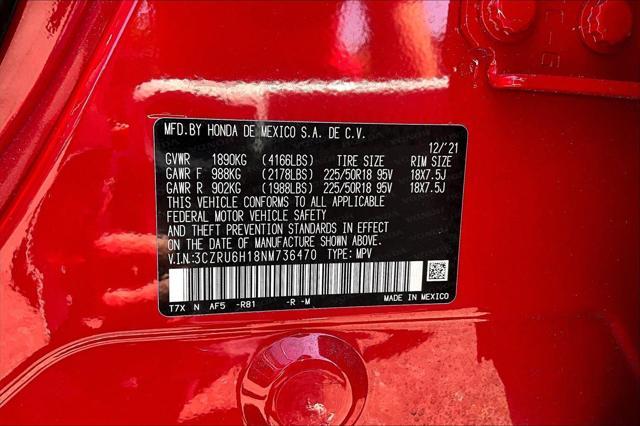 MFD.BY HONDA DE MEXICO S.A. DE C.V.
12/'21
GVWR 1890KG (4166LBS) TIRE SIZE RIM SIZE
GAWR F 988KG (2178LBS) 225/50R18 95V 18X7.5J
GAWR R 902KG (1988LBS) 225/50R18 95V 18X7.5J
THIS VEHICLE CONFORMS TO ALL APPLICABLE
FEDERAL MOTOR VEHICLE SAFETY
AND THEFT PREVENTION STANDARDS IN EFFECT
ON THE DATE OF MANUFACTURE SHOWN ABOVE.
V.I.N.:3CZRU6H18NM736470 TYPE: MPV
T7X N AF5 -R81 -R -M MADE IN MEXICO